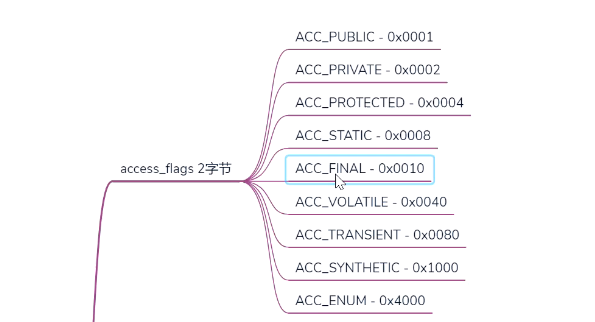 ACC_PUBLIC - 0x0001
ACC_PRIVATE - 0x0002
ACC_PROTECTED - 0x0004
ACC_STATIC - 0x0008
access_flags 2字节
ACC_FINAL - 0x0010
ACC_VOLATILE - 0x0040
ACC_TRANSIENT - 0x0080
ACC_SYNTHETIC - 0x1000
ACC_ENUM - 0x4000